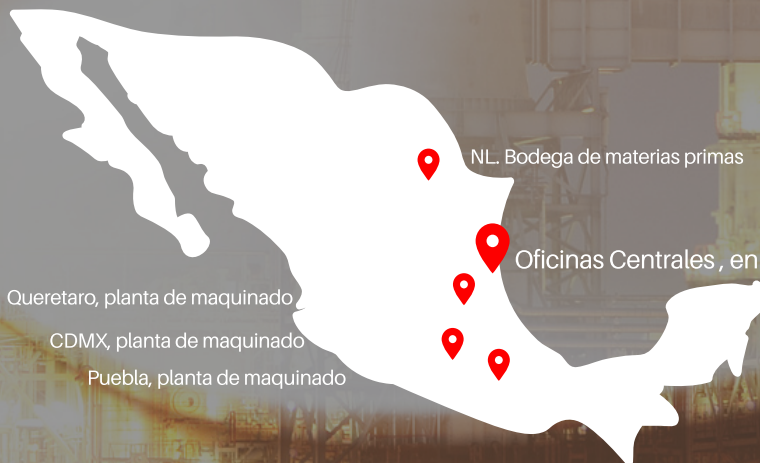 NL. Bodega de materias primas
Oficinas Centrales , en
Queretaro, planta de maquinado
CDMX, planta de maquinado
Puebla, planta de maquinado